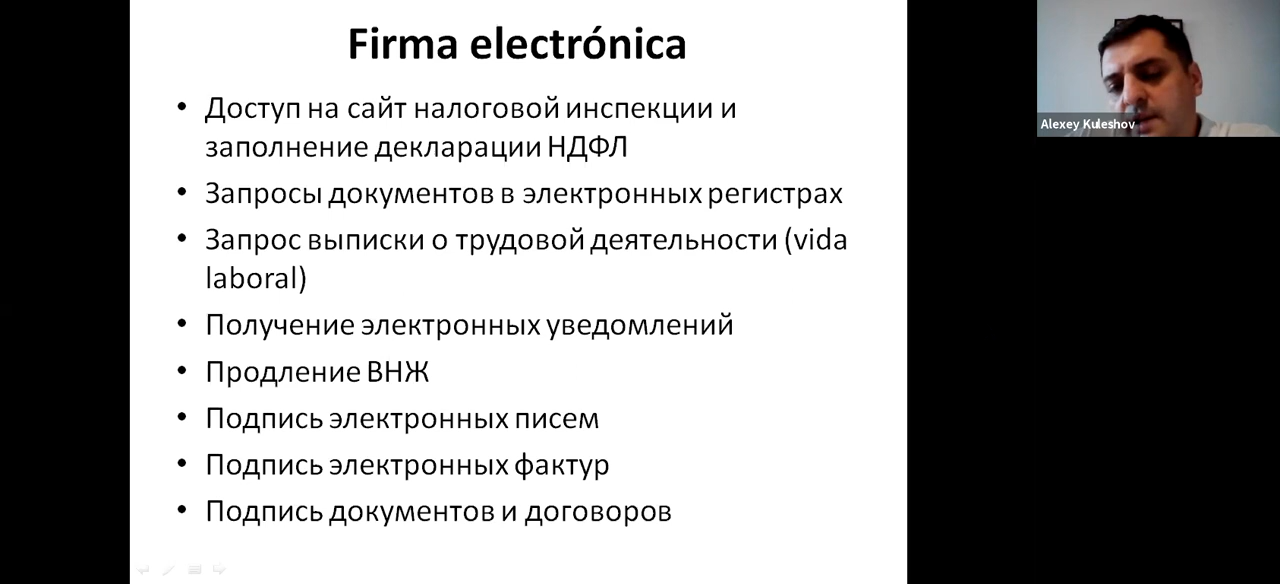 Firma electrónica
• Доступ на сайт налоговой инспекции и
заполнение декларации НДФЛ
• Запросы документов в электронных регистрах
• Запрос выписки о трудовой деятельности (vida
laboral)
• Получение электронных уведомлений
• Продление ВНЖ
• Подпись электронных писем
• Подпись электронных фактур
• Подпись документов и договоров
Alexey Kuleshov